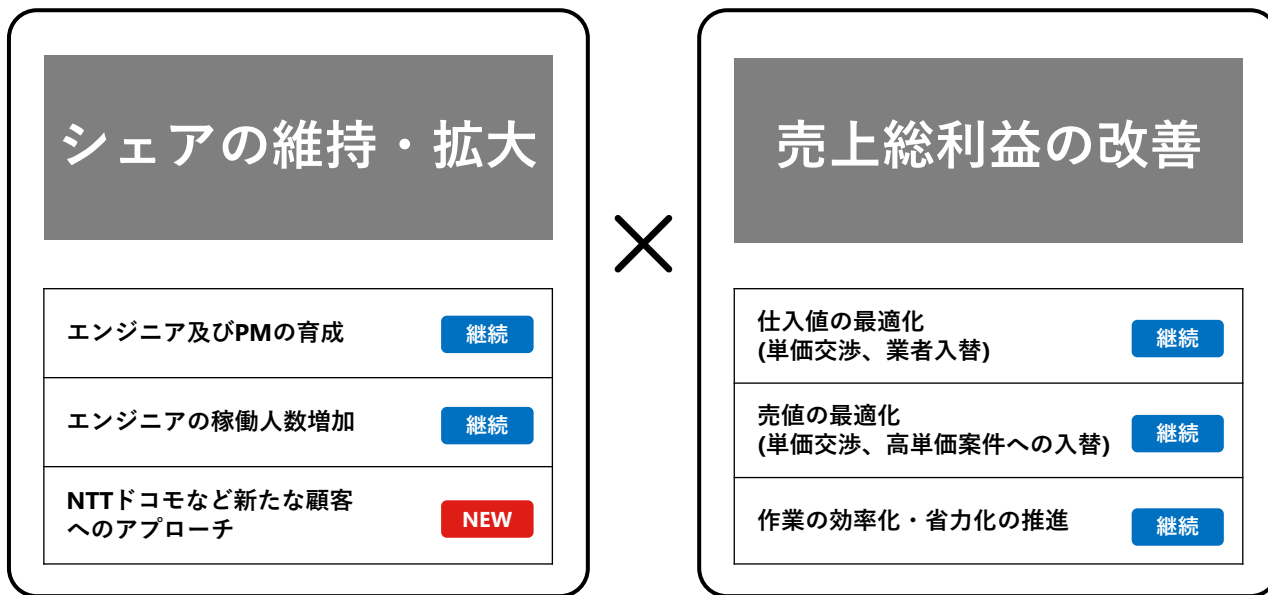 シェアの維持・拡大
エンジニア及びPMの育成
継続
エンジニアの稼働人数増加
継続
NTTドコモなど新たな顧客
へのアプローチ
NEW
売上総利益の改善
仕入値の最適化
(単価交渉、業者入替)
継続
売値の最適化
(単価交渉、高単価案件への入替)
継続
作業の効率化・省力化の推進
継続